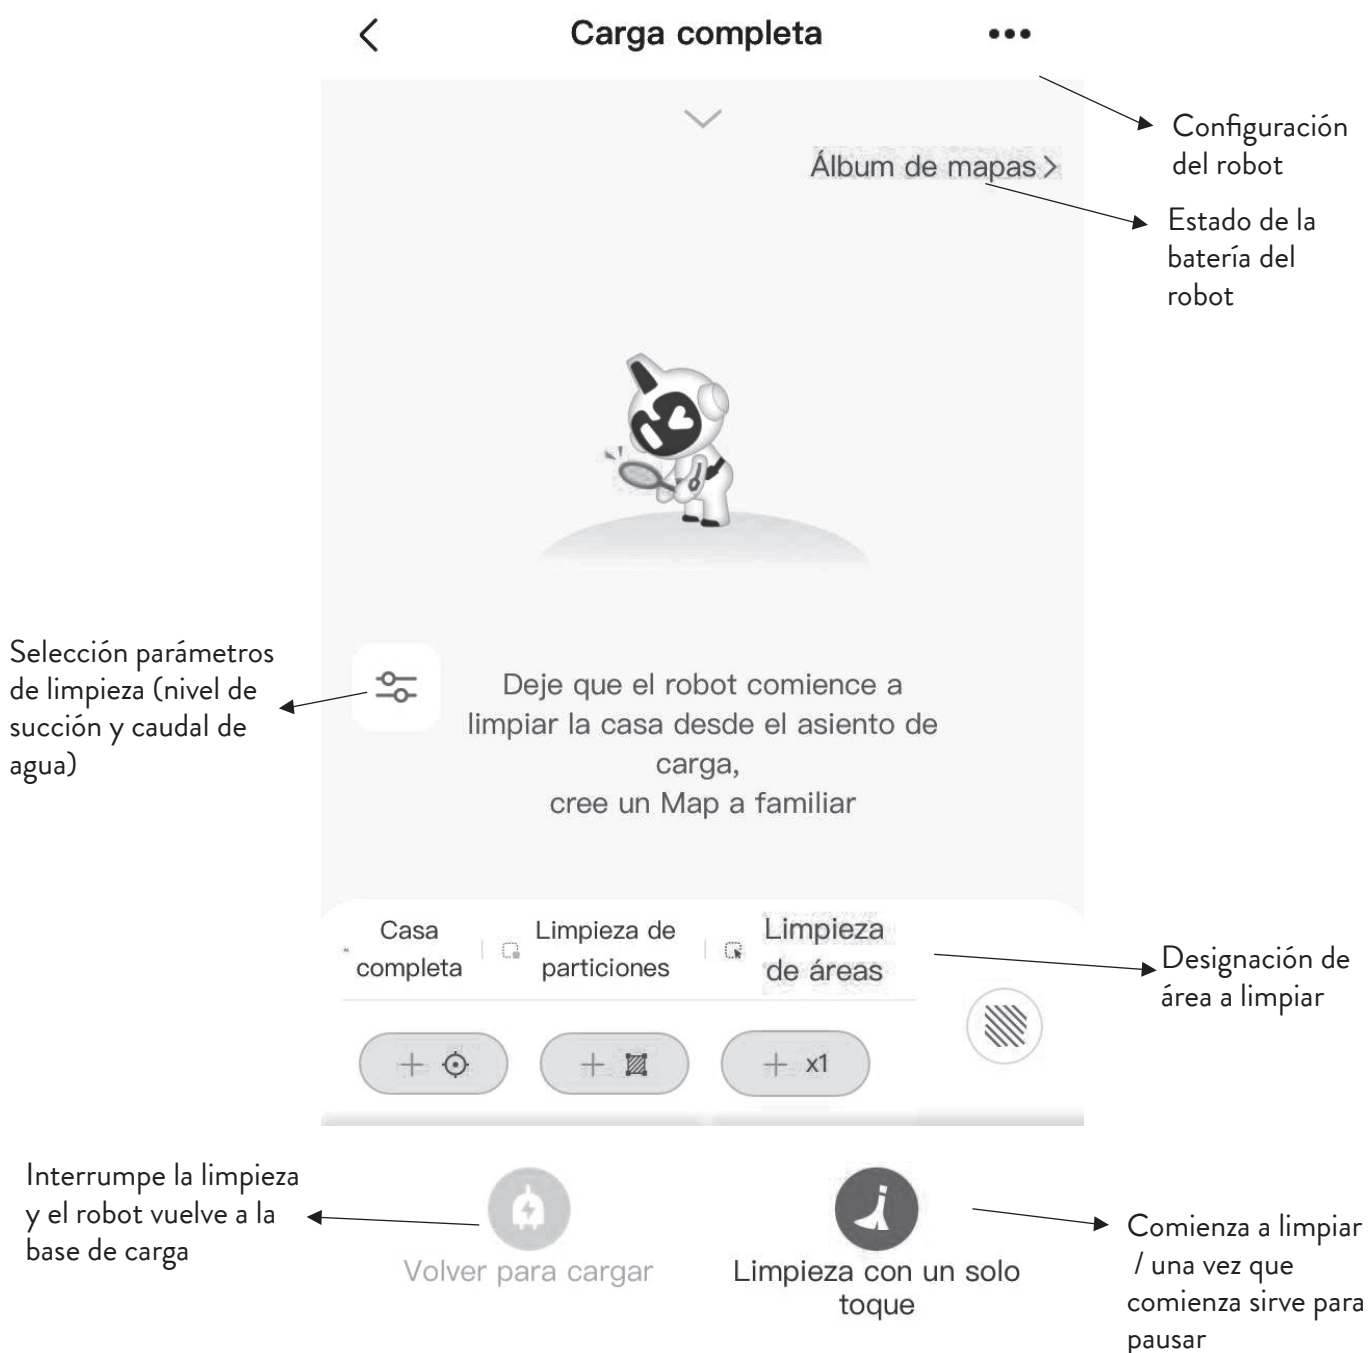 Carga completa
Configuración
del robot
Álbum de mapas
Estado de la
batería del
robot
Selección parámetros
de limpieza (nivel de
succión y caudal de
agua)
Deje que el robot comience a
limpiar la casa desde el asiento de
carga,
cree un Map a familiar
Casa
completa
Limpieza de
particiones
Limpieza
de áreas
Designación de
área a limpiar
x1
Interrumpe la limpieza
y el robot vuelve a la
base de carga
Volver para cargar
Limpieza con un solo
toque
Comienza a limpiar
/ una vez que
comienza sirve para
pausar